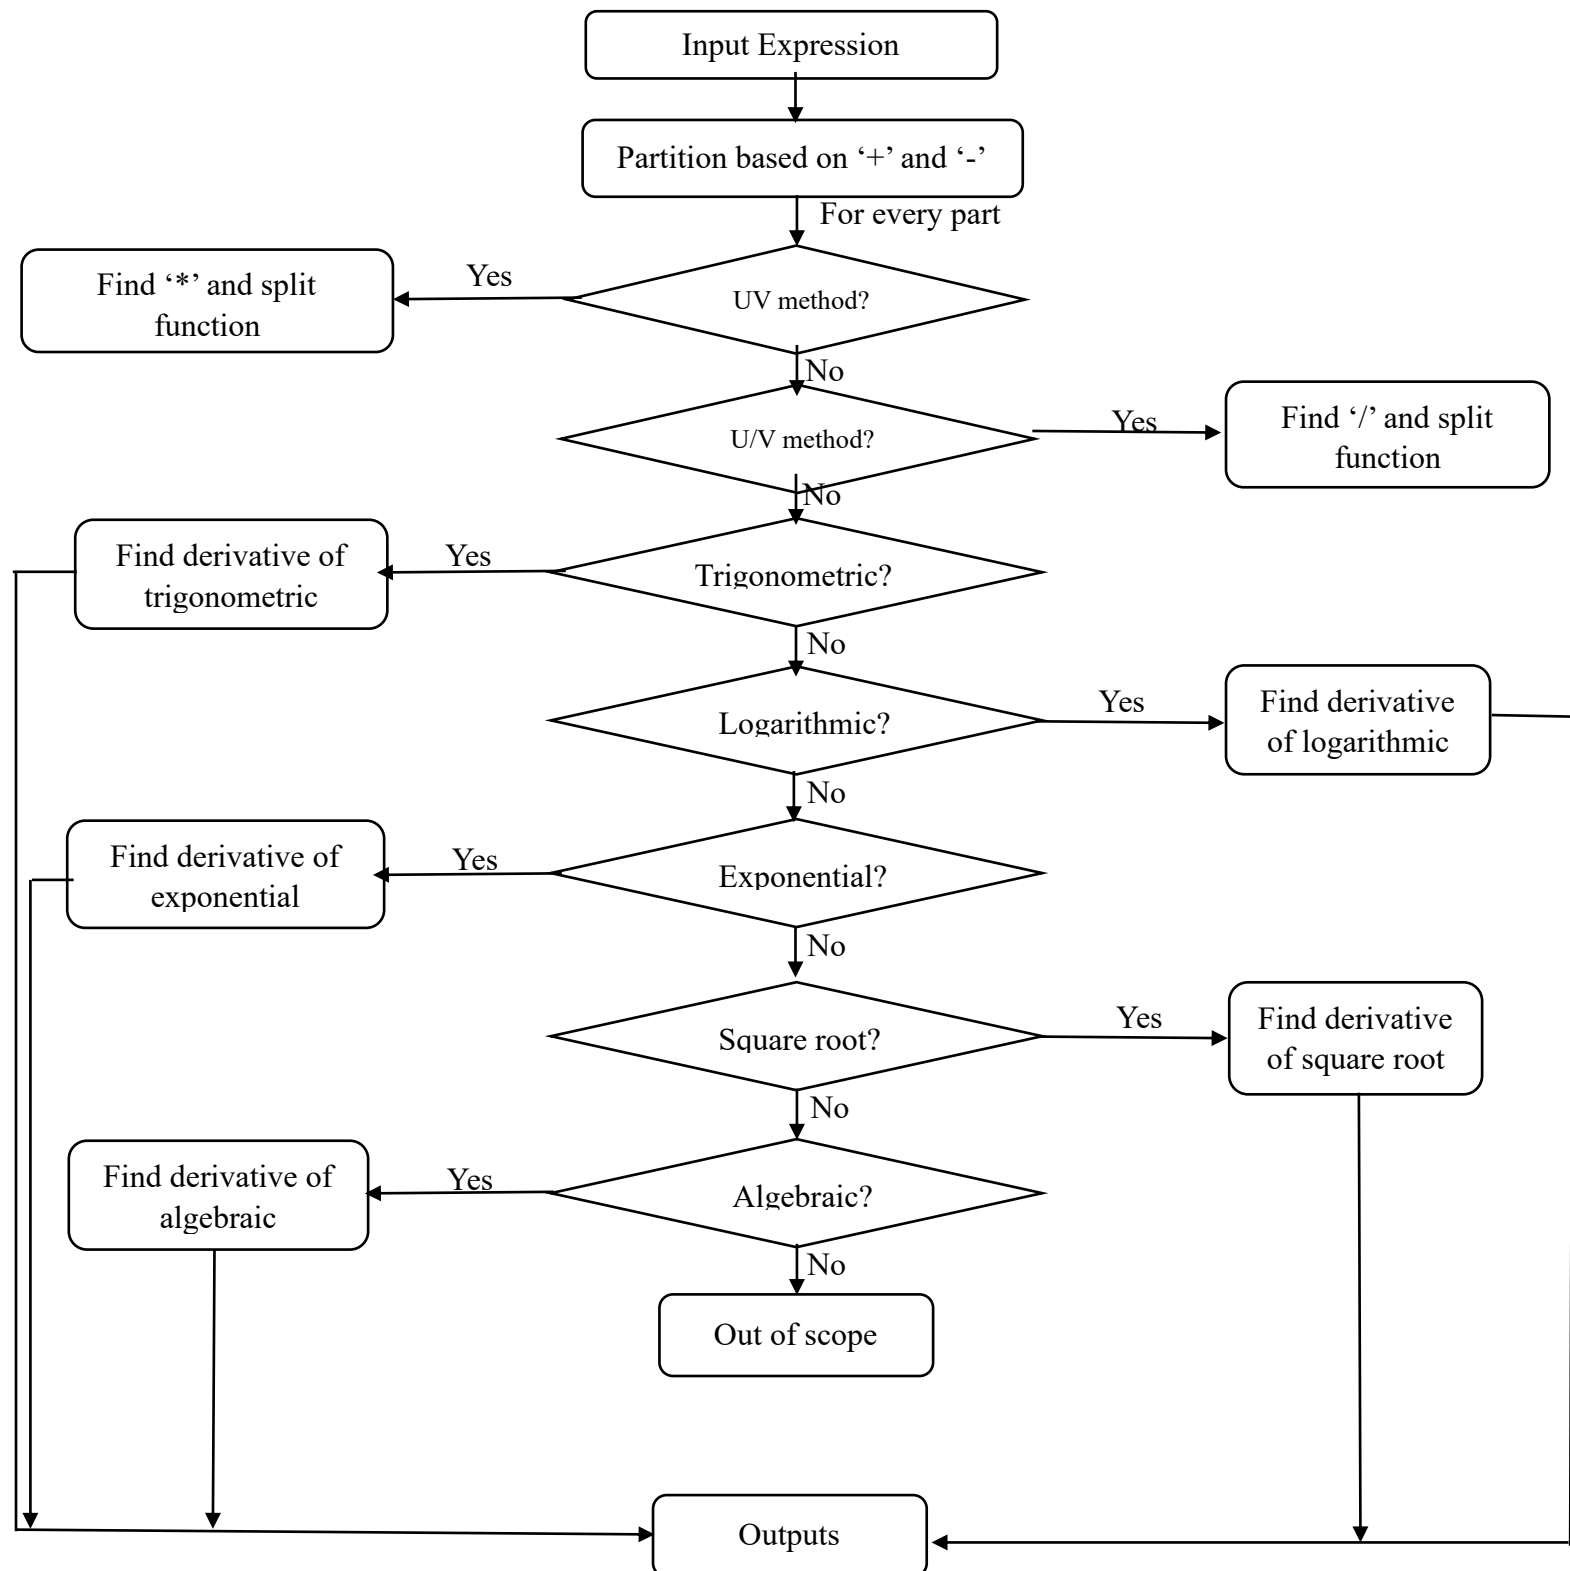 Input Expression
Partition based on ‘+’ and ‘-’
For every part
Yes
Find ‘*’ and split
function
UV method?
No
U/V method?
Yes
Find ‘/’ and split
function
No
Find derivative of
trigonometric
Yes
Trigonometric?
No
Logarithmic?
Yes
Find derivative
of logarithmic
No
Find derivative of
exponential
Yes
Exponential?
No
Square root?
Yes
Find derivative
of square root
No
Find derivative of
algebraic
Yes
Algebraic?
No
Out of scope
Outputs